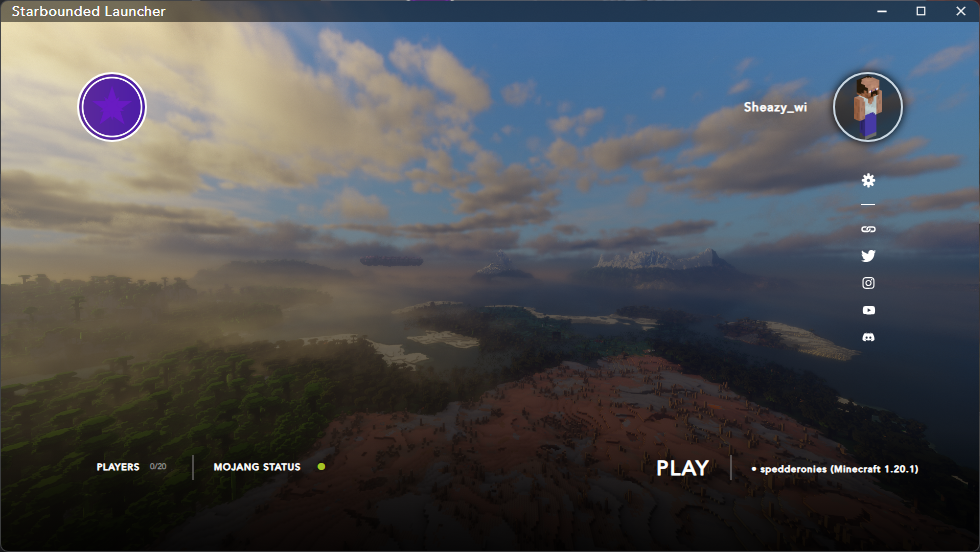 Starbounded Launcher
Sheazy_wi
PLAYERS 0/20
MOJANG STATUS
PLAY
• spedderonies (Minecraft 1.20.1)